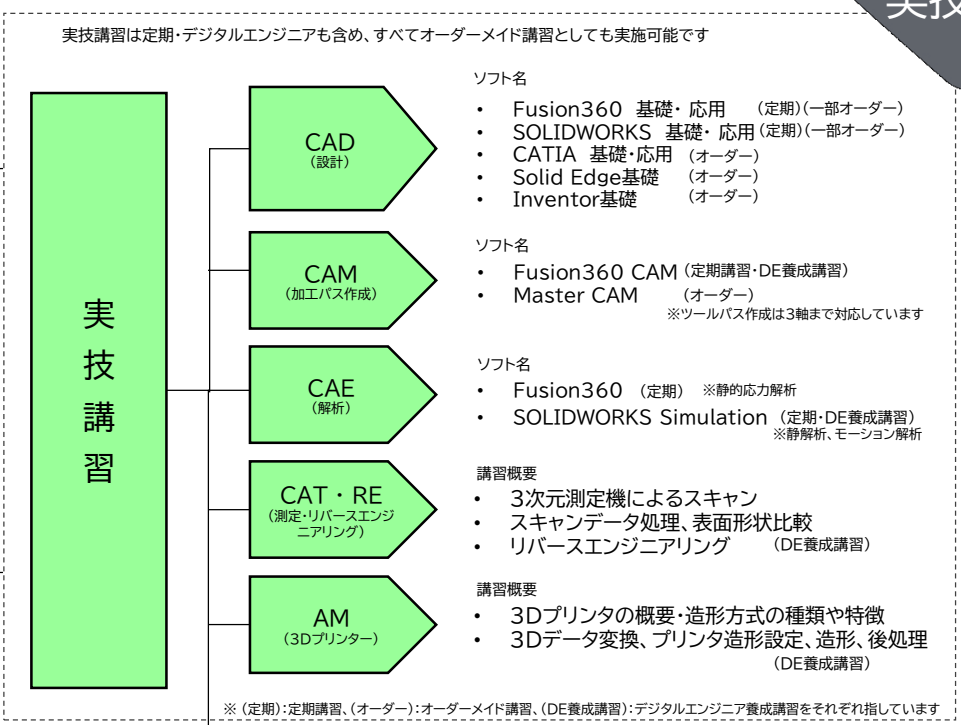 実技
実技講習は定期・デジタルエンジニアも含め、すべてオーダーメイド講習としても実施可能です
実技講習
CAD
(設計)
ソフト名
• Fusion360 基礎・応用 (定期)(一部オーダー)
• SOLIDWORKS 基礎・応用(定期)(一部オーダー)
• CATIA 基礎・応用 (オーダー)
• Solid Edge基礎 (オーダー)
• Inventor基礎 (オーダー)
CAM
(加工パス作成)
ソフト名
• Fusion360 CAM (定期講習・DE養成講習)
• Master CAM (オーダー)
※ツールパス作成は3軸まで対応しています
CAE
(解析)
ソフト名
• Fusion360 (定期) ※静的応力解析
• SOLIDWORKS Simulation (定期・DE養成講習)
※静解析、モーション解析
CAT・RE
(測定・リバースエンジ
ニアリング)
講習概要
• 3次元測定機によるスキャン
• スキャンデータ処理、表面形状比較
• リバースエンジニアリング (DE養成講習)
AM
(3Dプリンター)
講習概要
• 3Dプリンタの概要・造形方式の種類や特徴
• 3Dデータ変換、プリンタ造形設定、造形、後処理
(DE養成講習)
※ (定期):定期講習、(オーダー):オーダーメイド講習、(DE養成講習):デジタルエンジニア養成講習をそれぞれ指しています